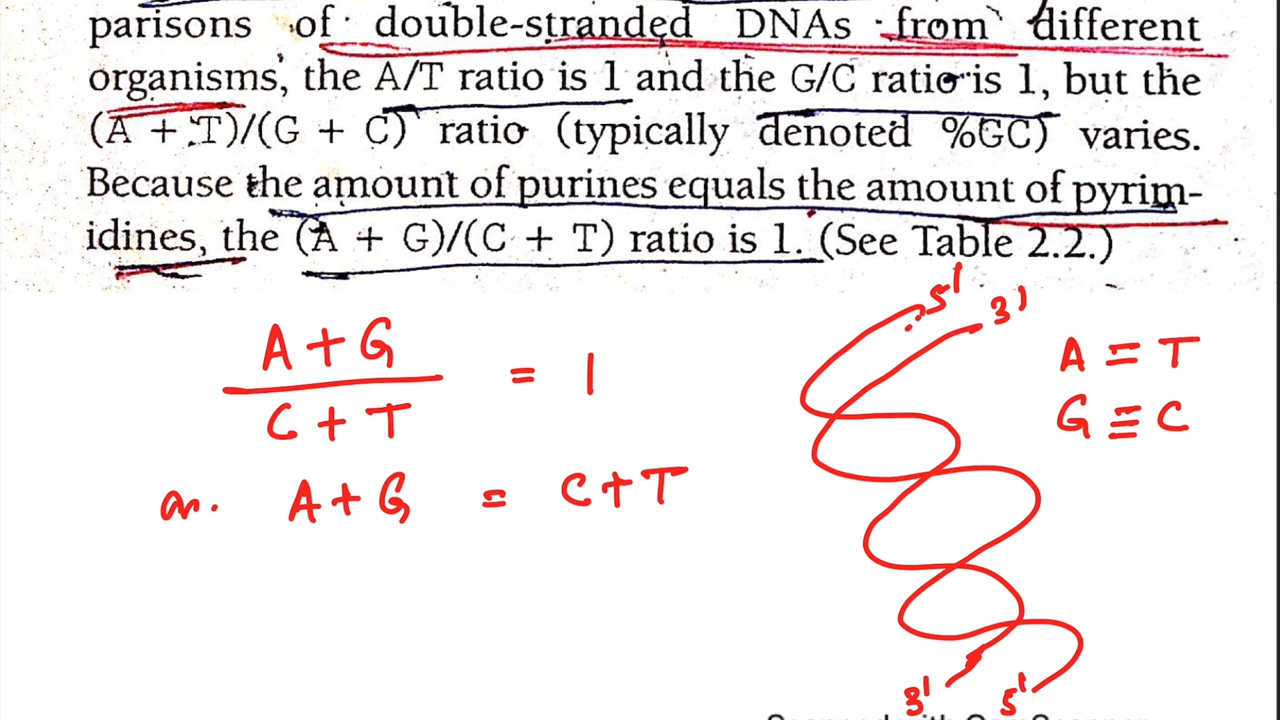 parisons of double-stranded DNAs from different
organisms, the A/T ratio is 1 and the G/C ratio is 1, but the
(A + T)/(G + C) ratio (typically denoted %GC) varies.
Because the amount of purines equals the amount of pyrim-
idines, the (A + G)/(C + T) ratio is 1. (See Table 2.2.)
5' 3'
A + G
= 1
C + T
A = T
G ≡ C
or. A + G = C + T
3' 5'